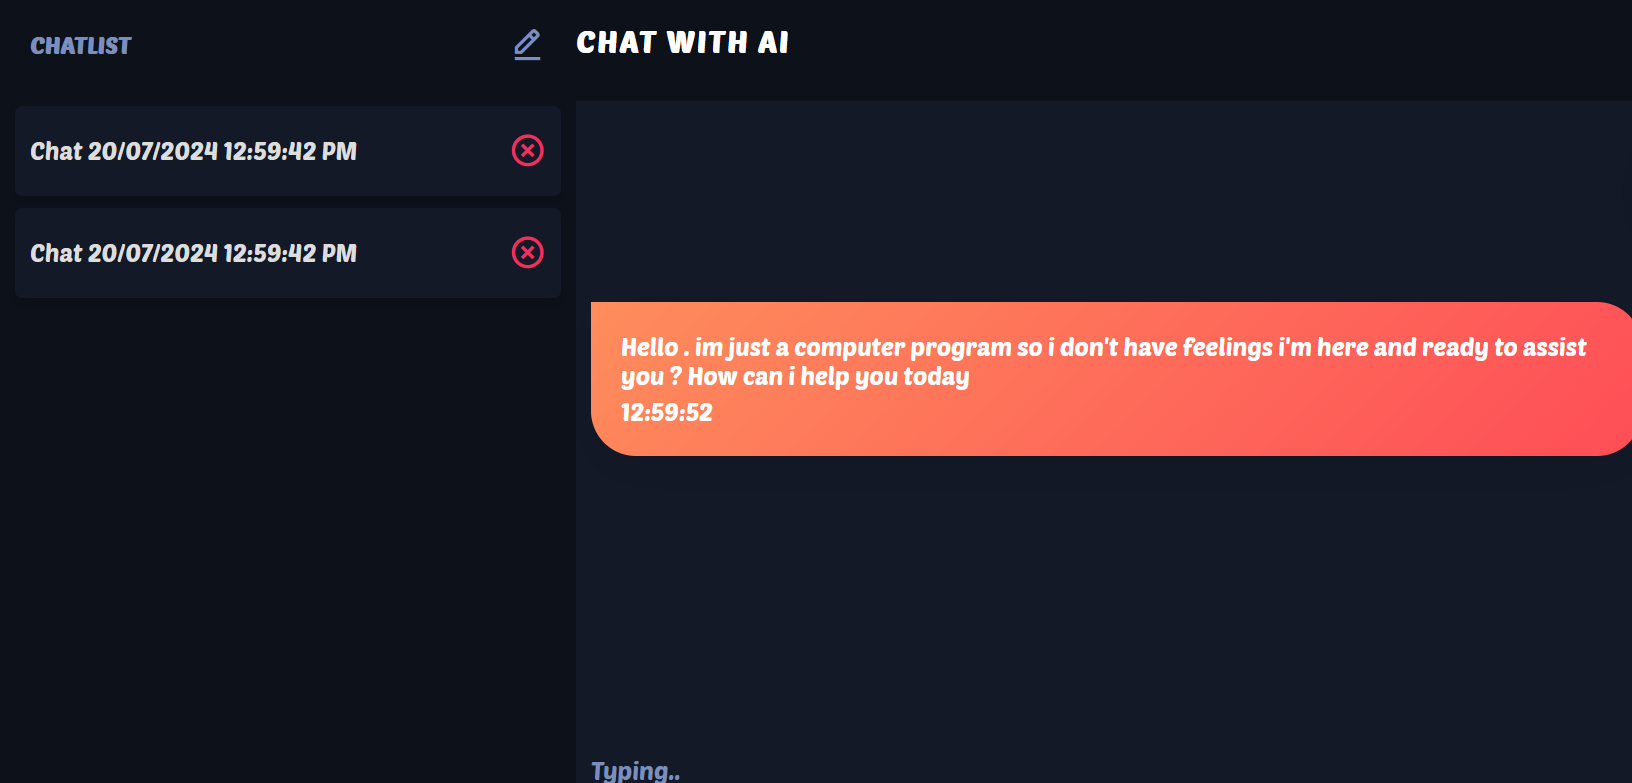 CHATLIST
CHAT WITH AI
Chat 20/07/2024 12:59:42 PM
Chat 20/07/2024 12:59:42 PM
Hello . im just a computer program so i don't have feelings i'm here and ready to assist
you ? How can i help you today
12:59:52
Typing..